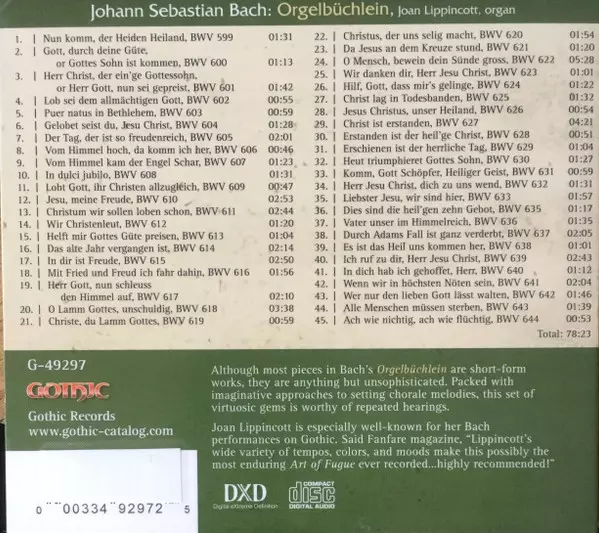 Johann Sebastian Bach: Orgelbüchlein, Joan Lippincott, organ
1. | Nun komm, der Heiden Heiland, BWV 599 01:31
2. | Gott, durch deine Güte,
or Gottes Sohn ist kommen, BWV 600 01:13
3. | Herr Christ, der ein'ge Gottessohn,
or Herr Gott, nun sei gepreist, BWV 601 01:42
4. | Lob sei dem allmächtigen Gott, BWV 602 00:55
5. | Puer natus in Bethlehem, BWV 603 00:59
6. | Gelobet seist du, Jesu Christ, BWV 604 01:28
7. | Der Tag, der ist so freudenreich, BWV 605 02:01
8. | Vom Himmel hoch, da komm ich her, BWV 606 00:46
9. | Vom Himmel kam der Engel Schar, BWV 607 01:23
10. | In dulci jubilo, BWV 608 01:31
11. | Lobt Gott, ihr Christen allzugleich, BWV 609 00:47
12. | Jesu, meine Freude, BWV 610 02:53
13. | Christum wir sollen loben schon, BWV 611 02:44
14. | Wir Christenleut, BWV 612 01:20
15. | Helft mir Gottes Güte preisen, BWV 613 01:04
16. | Das alte Jahr vergangen ist, BWV 614 02:14
17. | In dir ist Freude, BWV 615 02:50
18. | Mit Fried und Freud ich fahr dahin, BWV 616 01:56
19. | Herr Gott, nun schleuss
den Himmel auf, BWV 617 02:10
20. | O Lamm Gottes, unschuldig, BWV 618 03:38
21. | Christe, du Lamm Gottes, BWV 619 00:59
22. | Christus, der uns selig macht, BWV 620 01:54
23. | Da Jesus an dem Kreuze stund, BWV 621 01:20
24. | O Mensch, bewein dein Sünde gross, BWV 622 05:28
25. | Wir danken dir, Herr Jesu Christ, BWV 623 01:01
26. | Hilf, Gott, dass mir's gelinge, BWV 624 01:22
27. | Christ lag in Todesbanden, BWV 625 01:32
28. | Jesus Christus, unser Heiland, BWV 626 00:54
29. | Christ ist erstanden, BWV 627 04:21
30. | Erstanden ist der heil'ge Christ, BWV 628 00:51
31. | Erschienen ist der herrliche Tag, BWV 629 01:04
32. | Heut triumphieret Gottes Sohn, BWV 630 01:27
33. | Komm, Gott Schöpfer, Heiliger Geist, BWV 631 00:59
34. | Herr Jesu Christ, dich zu uns wend, BWV 632 01:31
35. | Liebster Jesu, wir sind hier, BWV 633 01:57
36. | Dies sind die heil'gen zehn Gebot, BWV 635 01:17
37. | Vater unser im Himmelreich, BWV 636 01:35
38. | Durch Adams Fall ist ganz verderbt, BWV 637 02:05
39. | Es ist das Heil uns kommen her, BWV 638 01:01
40. | Ich ruf zu dir, Herr Jesu Christ, BWV 639 02:43
41. | In dich hab ich gehoffet, Herr, BWV 640 01:12
42. | Wenn wir in höchsten Nöten sein, BWV 641 02:04
43. | Wer nur den lieben Gott lässt walten, BWV 642 01:46
44. | Alle Menschen müssen sterben, BWV 643 01:39
45. | Ach wie nichtig, ach wie flüchtig, BWV 644 00:53
Total: 78:23
G-49297
GOTHIC
Gothic Records
www.gothic-catalog.com
Although most pieces in Bach's Orgelbüchlein are short-form
works, they are anything but unsophisticated. Packed with
imaginative approaches to setting chorale melodies, this set of
virtuosic gems is worthy of repeated hearings.
Joan Lippincott is especially well-known for her Bach
performances on Gothic. Said Fanfare magazine, "Lippincott's
wide variety of tempos, colors, and moods make this possibly the
most enduring Art of Fugue ever recorded...highly recommended!"
DXD
Digital eXtreme Definition
COMPACT
disc
DIGITAL AUDIO
0 00334 92972 5